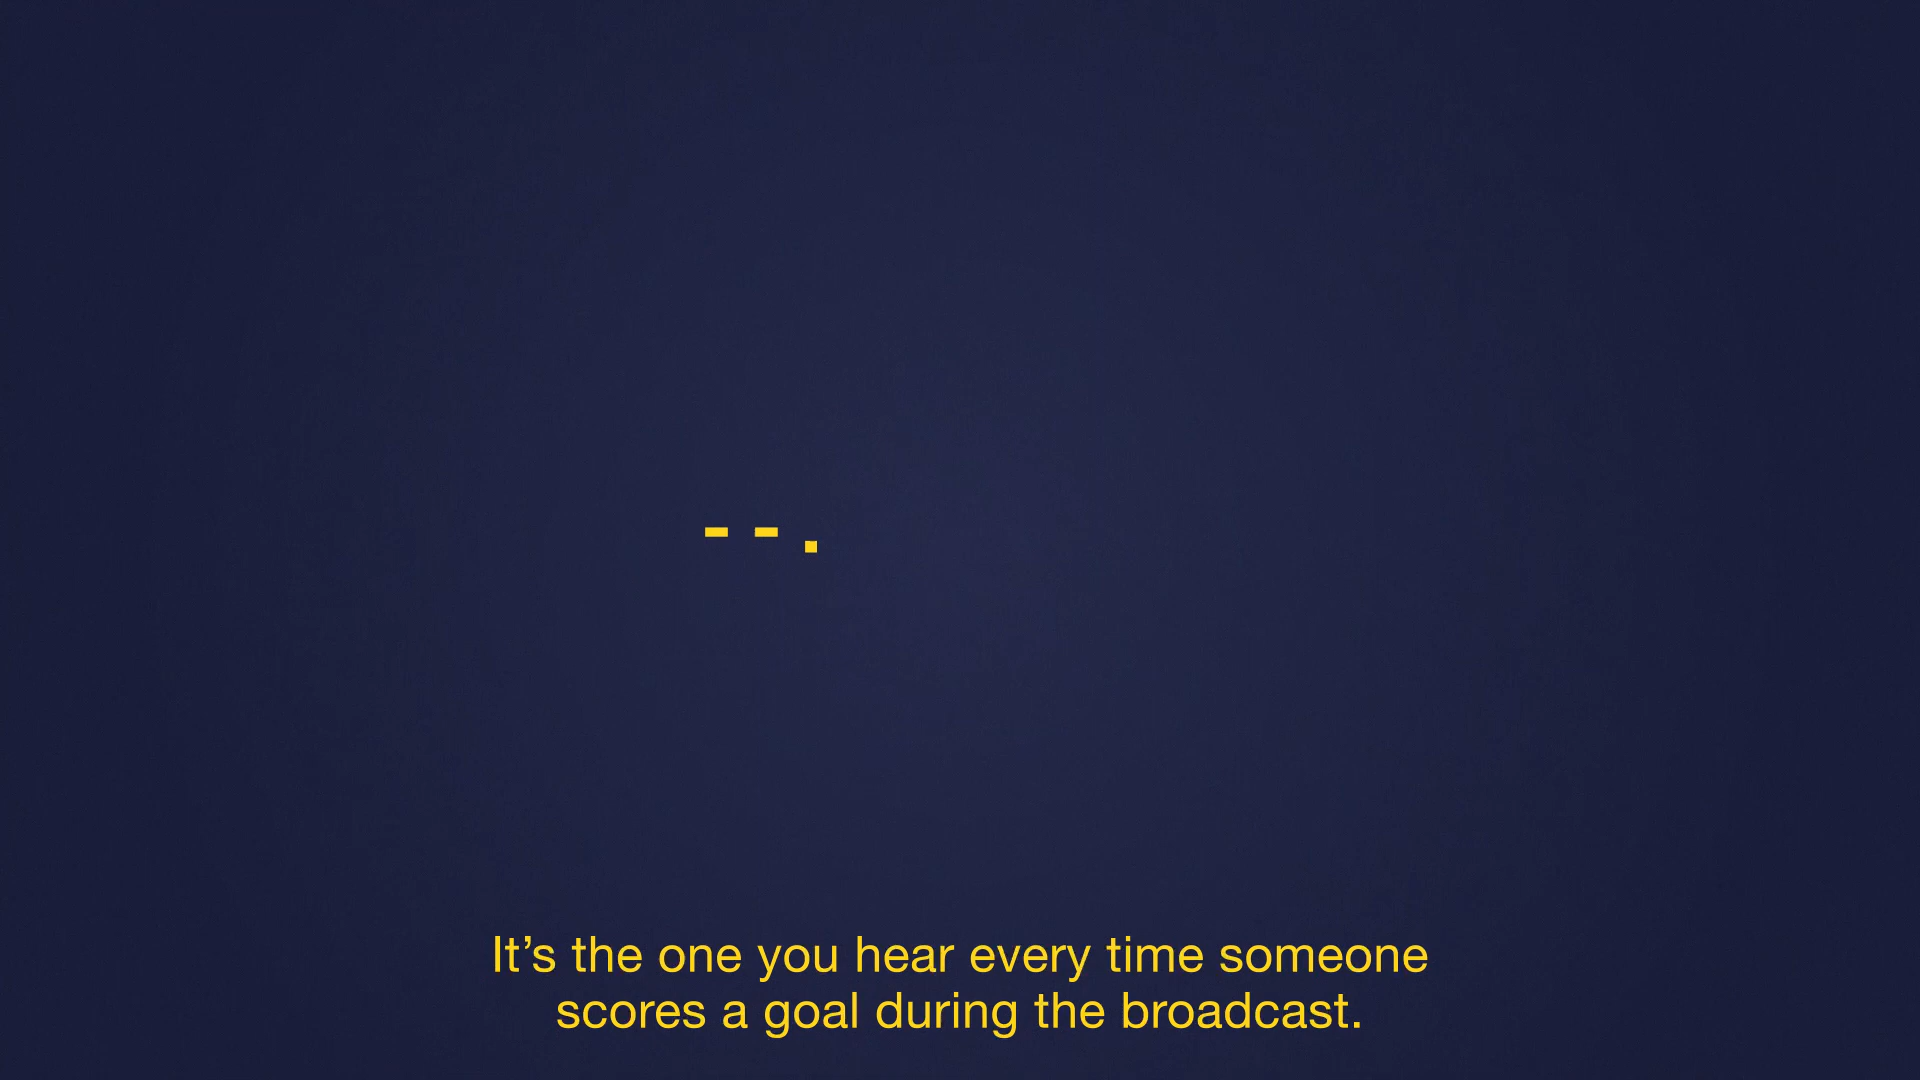 - - .
It’s the one you hear every time someone
scores a goal during the broadcast.